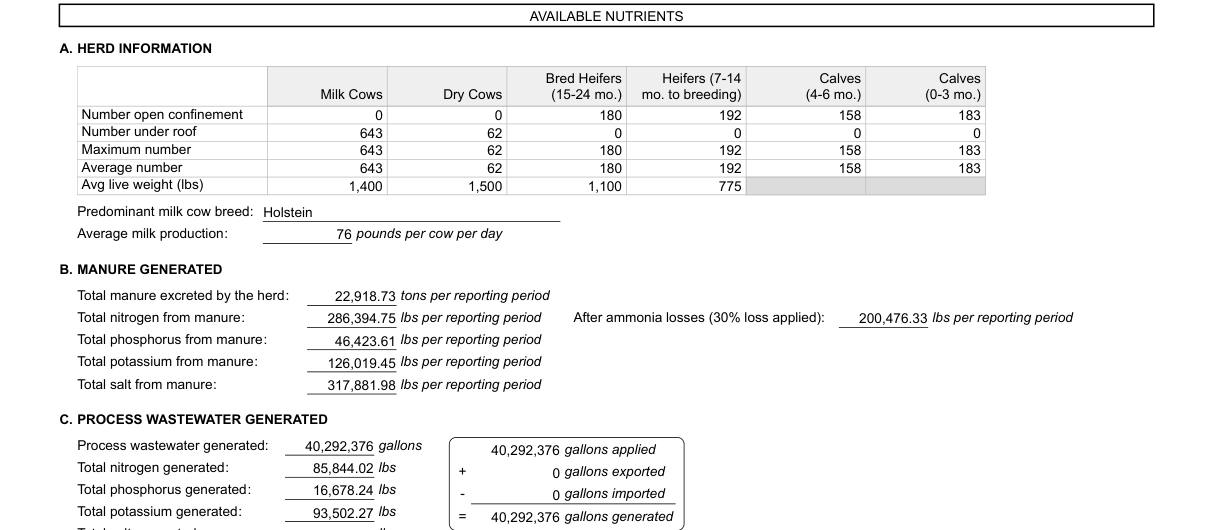 AVAILABLE NUTRIENTS
A. HERD INFORMATION
Milk Cows Dry Cows Bred Heifers (15-24 mo.) Heifers (7-14 mo. to breeding) Calves (4-6 mo.) Calves (0-3 mo.)
Number open confinement 0 0 180 192 158 183
Number under roof 643 62 0 0 0 0
Maximum number 643 62 180 192 158 183
Average number 643 62 180 192 158 183
Avg live weight (lbs) 1,400 1,500 1,100 775
Predominant milk cow breed: Holstein
Average milk production: 76 pounds per cow per day
B. MANURE GENERATED
Total manure excreted by the herd: 22,918.73 tons per reporting period
Total nitrogen from manure: 286,394.75 lbs per reporting period After ammonia losses (30% loss applied): 200,476.33 lbs per reporting period
Total phosphorus from manure: 46,423.61 lbs per reporting period
Total potassium from manure: 126,019.45 lbs per reporting period
Total salt from manure: 317,881.98 lbs per reporting period
C. PROCESS WASTEWATER GENERATED
Process wastewater generated: 40,292,376 gallons
Total nitrogen generated: 85,844.02 lbs
Total phosphorus generated: 16,678.24 lbs
Total potassium generated: 93,502.27 lbs
40,292,376 gallons applied
+ 0 gallons exported
- 0 gallons imported
= 40,292,376 gallons generated